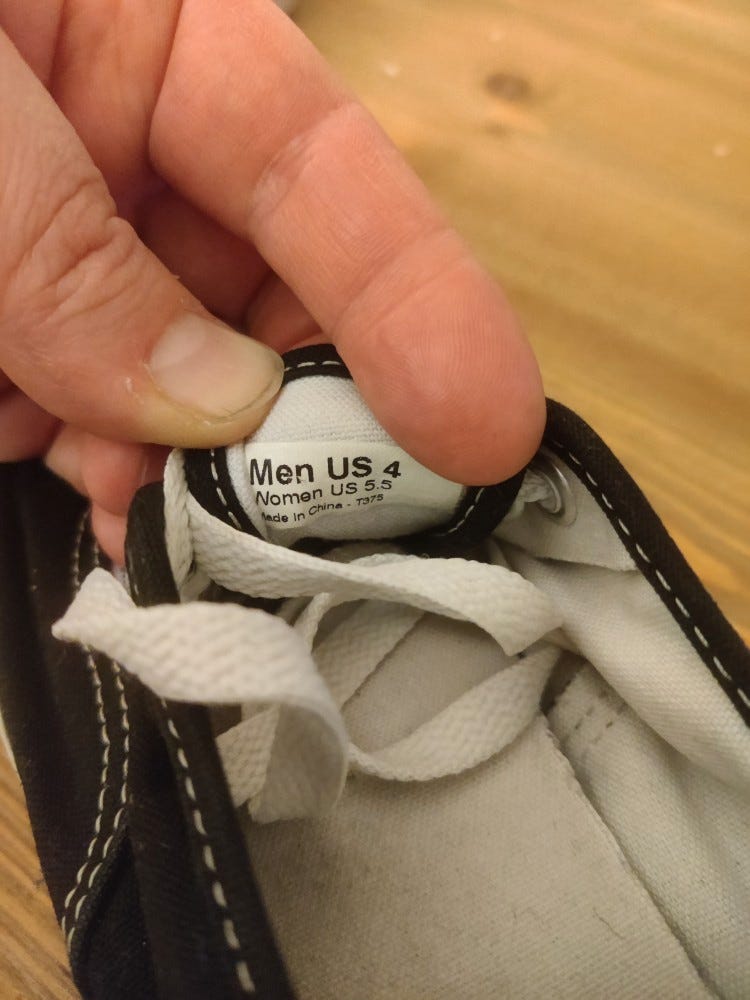 Men US 4
Women US 5.5
Made in China - T375